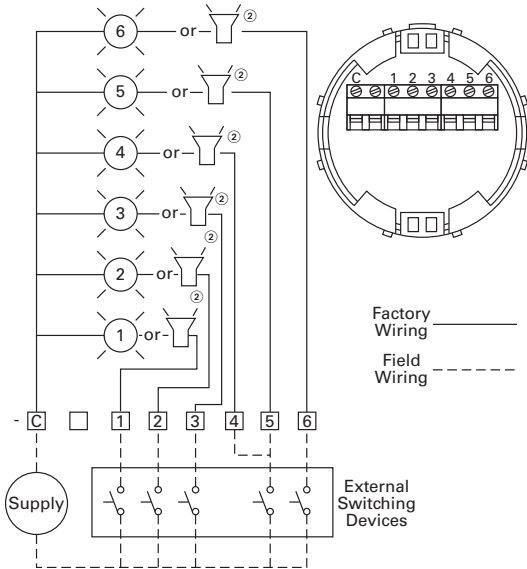 6 or ②
5 or ②
4 or ②
3 or ②
2 or ②
1 or ②
C 1 2 3 4 5 6
Factory
Wiring
Field
Wiring
- C 1 2 3 4 5 6
Supply
External
Switching
Devices